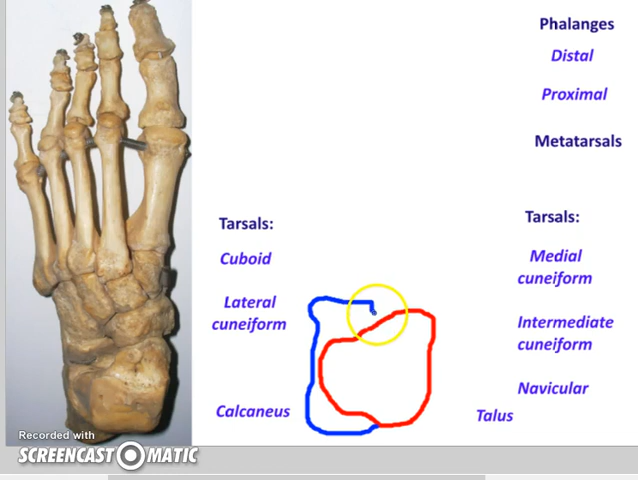 Phalanges
Distal
Proximal
Metatarsals
Tarsals:
Cuboid
Lateral
cuneiform
Calcaneus
Tarsals:
Medial
cuneiform
Intermediate
cuneiform
Navicular
Talus
Recorded with
SCREENCAST MATIC